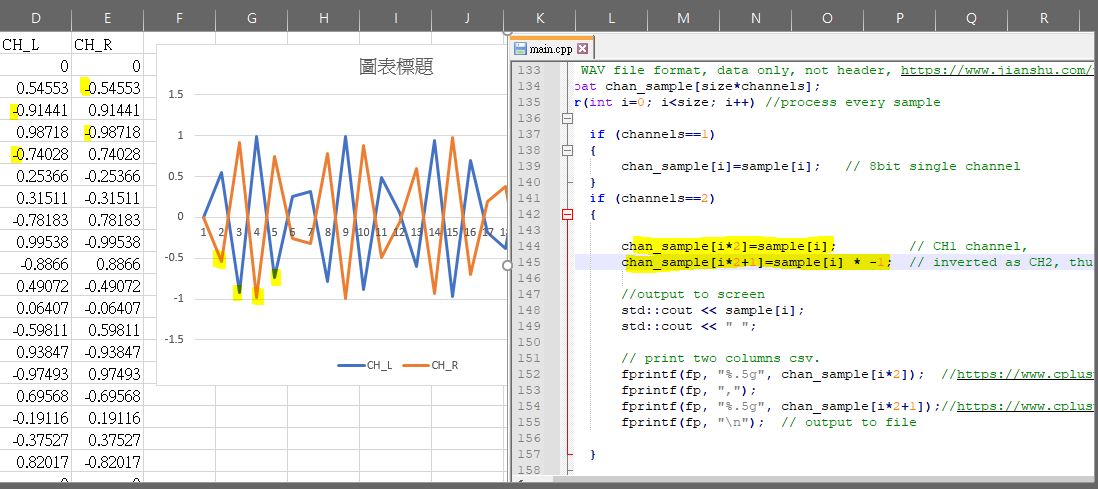 D E F G H I J K L M N O P Q R
CH_L CH_R
0 0
0.54553 -0.54553
-0.91441 0.91441
0.98718 -0.98718
-0.74028 0.74028
0.25366 -0.25366
0.31511 -0.31511
-0.78183 0.78183
0.99538 -0.99538
-0.8866 0.8866
0.49072 -0.49072
0.06407 -0.06407
-0.59811 0.59811
0.93847 -0.93847
-0.97493 0.97493
0.69568 -0.69568
-0.19116 0.19116
-0.37527 0.37527
0.82017 -0.82017
圖表標題
1.5
1
0.5
0
-0.5
-1
-1.5
1 2 3 4 5 6 7 8 9 10 11 12 13 14 15 16 17
CH_L CH_R
main.cpp
133 WAV file format, data only, not header, https://www.jianshu.com/
134 oat chan_sample[size*channels];
135 r(int i=0; i<size; i++) //process every sample
136
137 if (channels==1)
138 {
139 chan_sample[i]=sample[i]; // 8bit single channel
140 }
141 if (channels==2)
142 {
143
144 chan_sample[i*2]=sample[i]; // CH1 channel,
145 chan_sample[i*2+1]=sample[i] * -1; // inverted as CH2, thu
146
147 //output to screen
148 std::cout << sample[i];
149 std::cout << " ";
150
151 // print two columns csv.
152 fprintf(fp, "%.5g", chan_sample[i*2]); //https://www.cplus
153 fprintf(fp, ",");
154 fprintf(fp, "%.5g", chan_sample[i*2+1]);//https://www.cplus
155 fprintf(fp, "\n"); // output to file
156
157 }
158